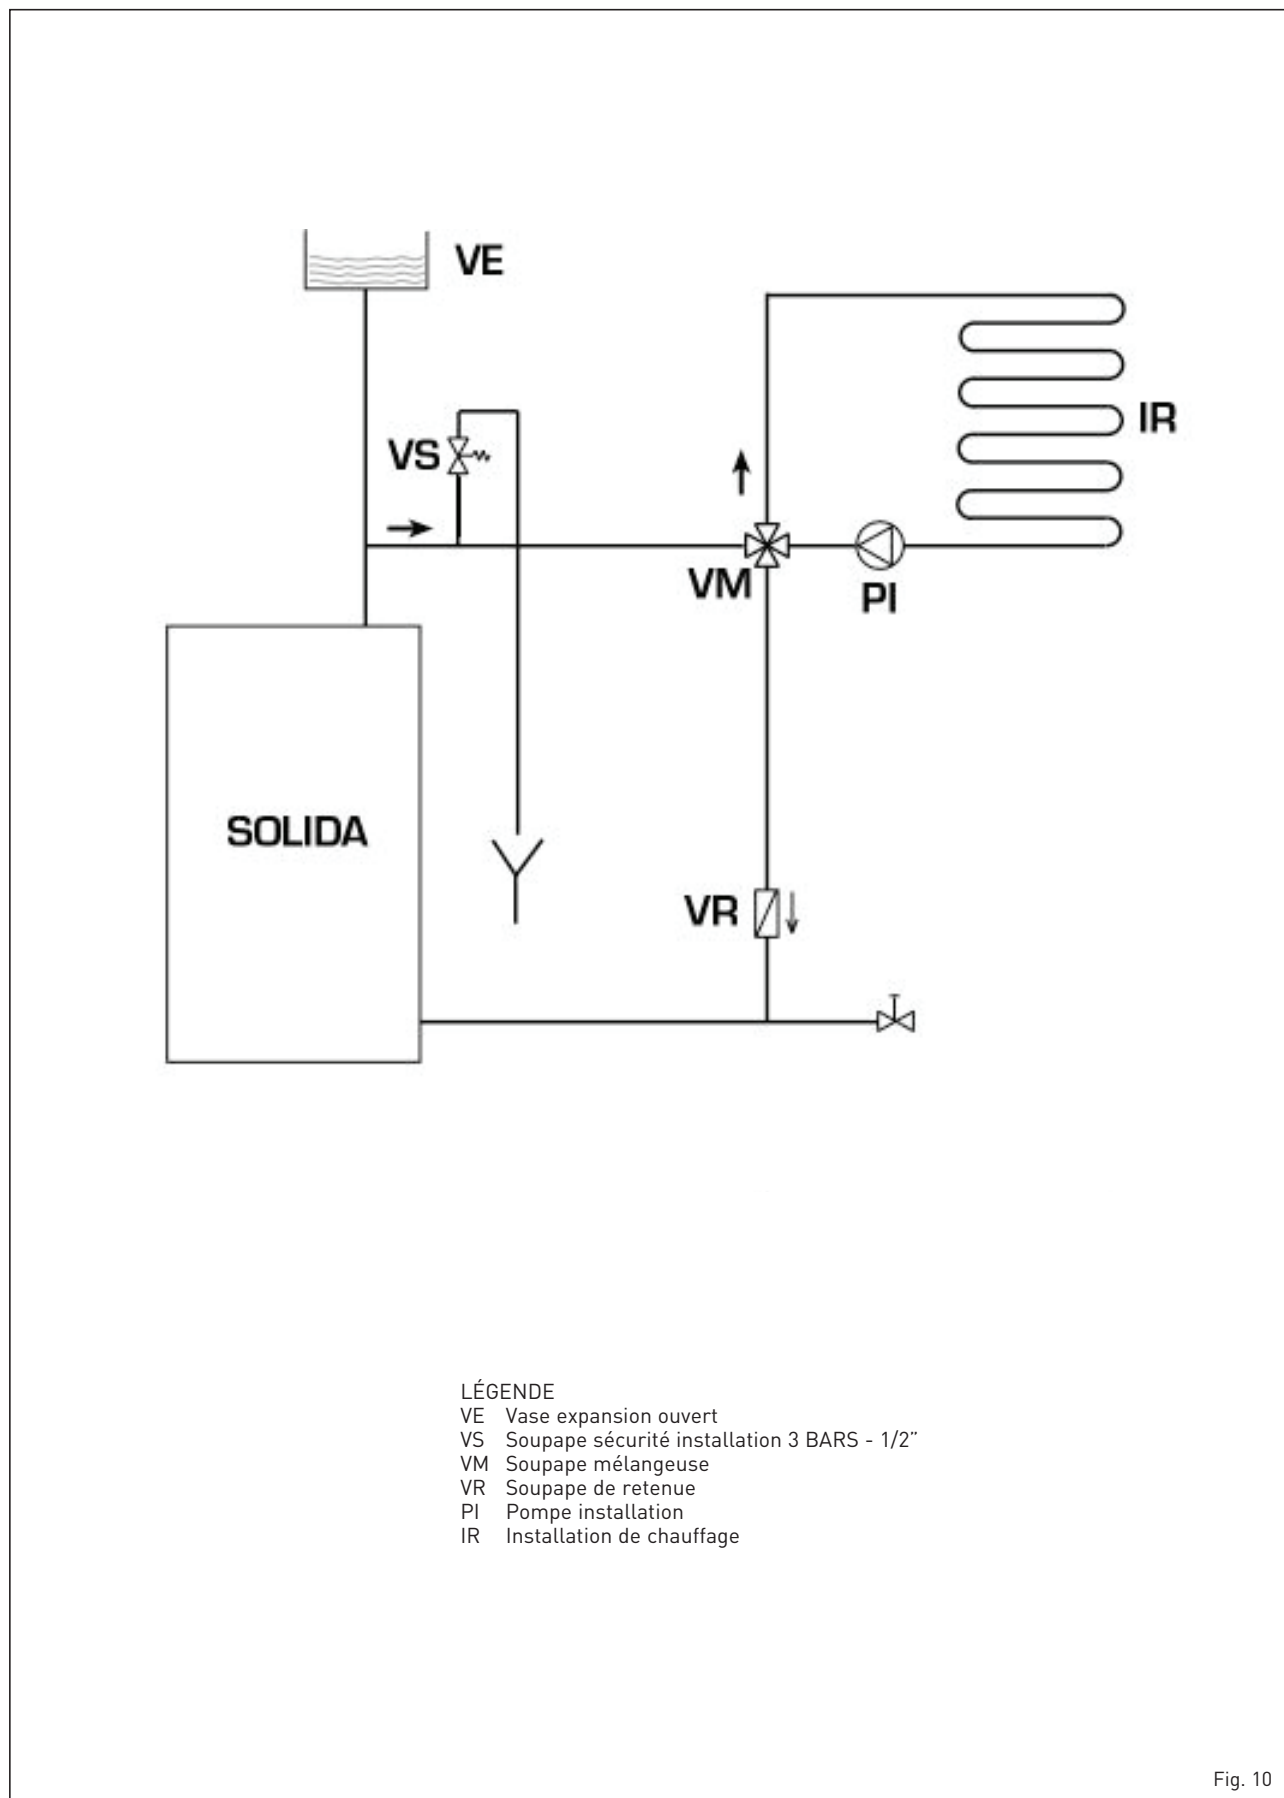 VE
VS
IR
VM
PI
SOLIDA
VR
LÉGENDE
VE Vase expansion ouvert
VS Soupape sécurité installation 3 BARS - 1/2”
VM Soupape mélangeuse
VR Soupape de retenue
PI Pompe installation
IR Installation de chauffage
Fig. 10